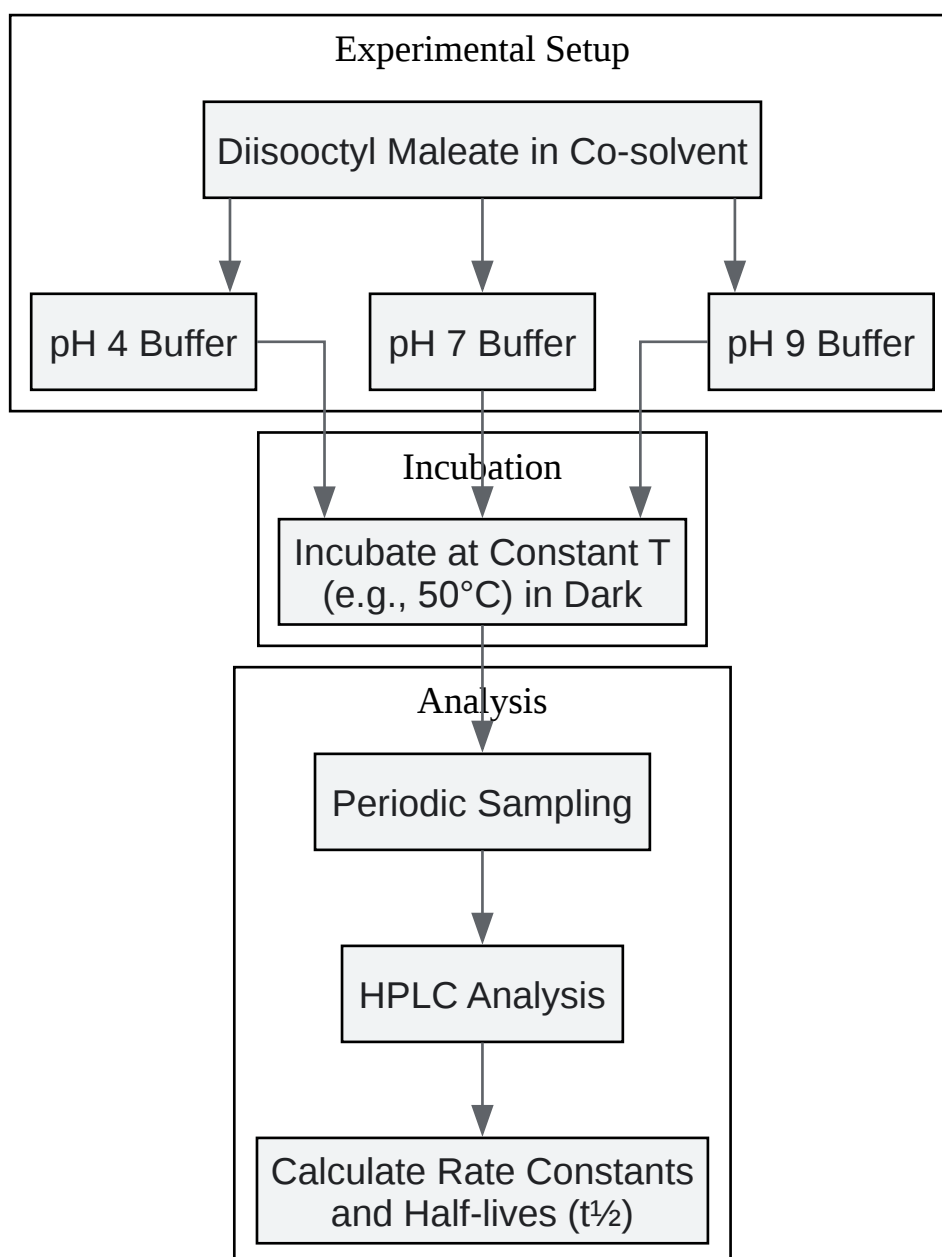 Experimental Setup
Diisooctyl Maleate in Co-solvent
pH 4 Buffer
pH 7 Buffer
pH 9 Buffer
Incubation
Incubate at Constant T
(e.g., 50°C) in Dark
Analysis
Periodic Sampling
HPLC Analysis
Calculate Rate Constants
and Half-lives (t½)